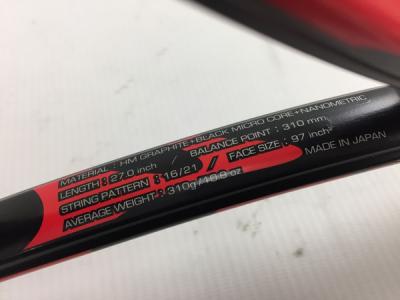 MATERIAL : HM GRAPHITE+BLACK MICRO CORE+NANOMETRIC
LENGTH : 27.0 inch / BALANCE POINT : 310 mm
STRING PATTERN : 16/21 // FACE SIZE : 97 inch²
AVERAGE WEIGHT : 310g/10.9 oz MADE IN JAPAN